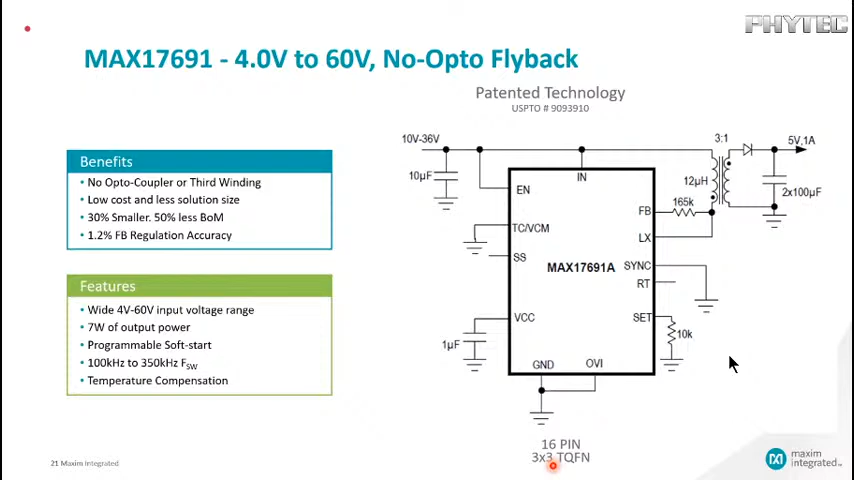 PHYTEC
MAX17691 - 4.0V to 60V, No-Opto Flyback
Patented Technology
USPTO # 9093910
Benefits
• No Opto-Coupler or Third Winding
• Low cost and less solution size
• 30% Smaller. 50% less BoM
• 1.2% FB Regulation Accuracy
Features
• Wide 4V-60V input voltage range
• 7W of output power
• Programmable Soft-start
• 100kHz to 350kHz FSW
• Temperature Compensation
10V-36V
3:1
5V,1A
10µF
IN
EN
12µH
2x100µF
165k
FB
TC/VCM
LX
SS
MAX17691A
SYNC
RT
VCC
SET
1µF
10k
GND
OVI
16 PIN
3x3 TQFN
21 Maxim Integrated
maxim
integrated™